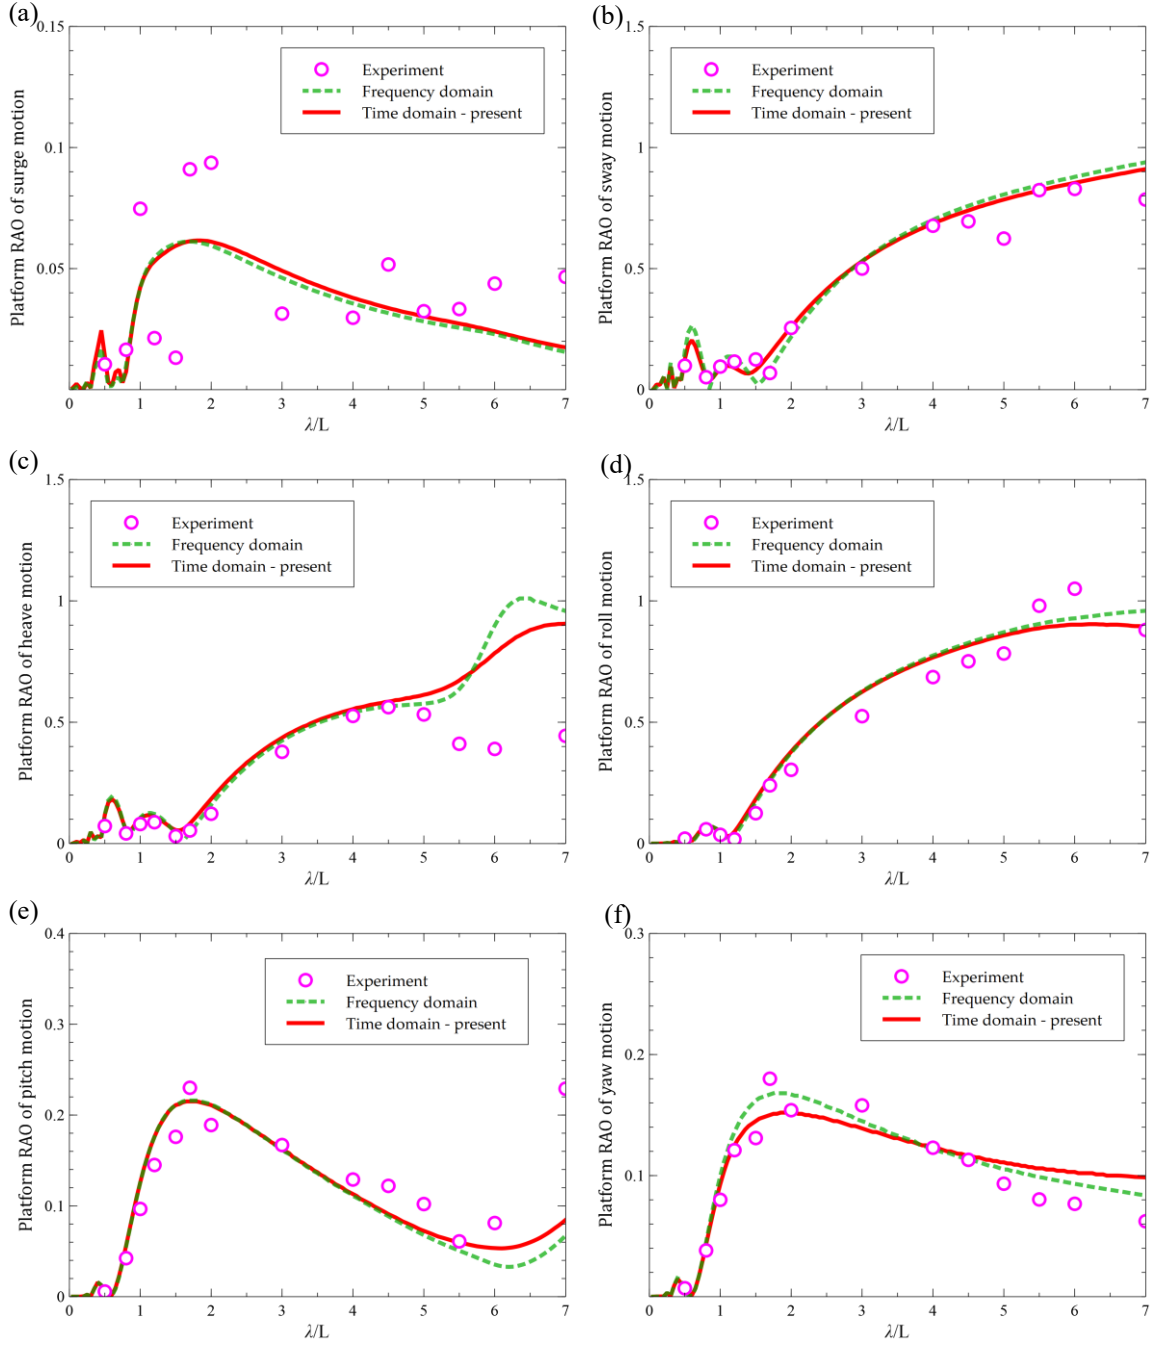 (a)
0.15
0.1
0.05
0
Platform RAO of surge motion
Experiment
Frequency domain
Time domain - present
0 1 2 3 4 5 6 7
λ/L
(b)
1.5
1
0.5
0
Platform RAO of sway motion
Experiment
Frequency domain
Time domain - present
0 1 2 3 4 5 6 7
λ/L
(c)
1.5
1
0.5
0
Platform RAO of heave motion
Experiment
Frequency domain
Time domain - present
0 1 2 3 4 5 6 7
λ/L
(d)
1.5
1
0.5
0
Platform RAO of roll motion
Experiment
Frequency domain
Time domain - present
0 1 2 3 4 5 6 7
λ/L
(e)
0.4
0.3
0.2
0.1
0
Platform RAO of pitch motion
Experiment
Frequency domain
Time domain - present
0 1 2 3 4 5 6 7
λ/L
(f)
0.3
0.2
0.1
0
Platform RAO of yaw motion
Experiment
Frequency domain
Time domain - present
0 1 2 3 4 5 6 7
λ/L